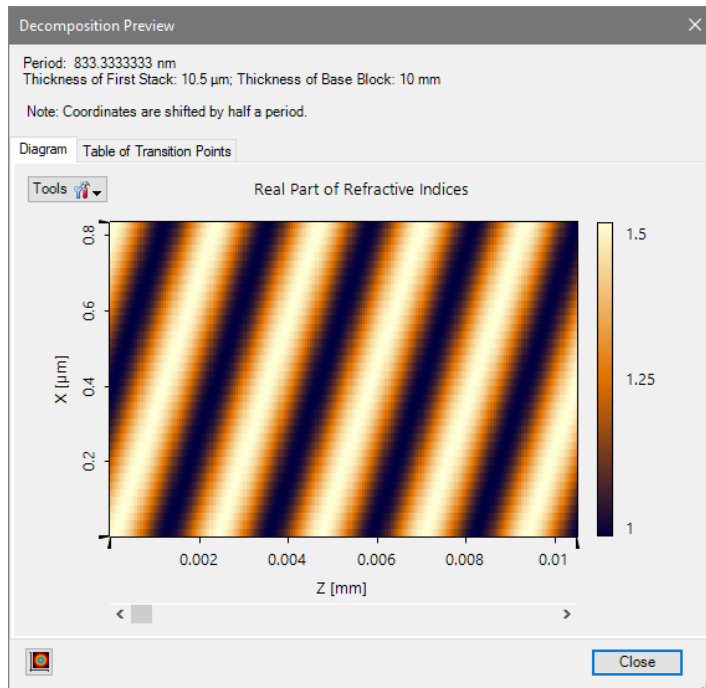 Decomposition Preview
Period: 833.3333333 nm
Thickness of First Stack: 10.5 µm; Thickness of Base Block: 10 mm
Note: Coordinates are shifted by half a period.
Diagram
Table of Transition Points
Tools
Real Part of Refractive Indices
0.8
0.6
0.4
0.2
X [µm]
0.002 0.004 0.006 0.008 0.01
Z [mm]
1.5
1.25
1
Close